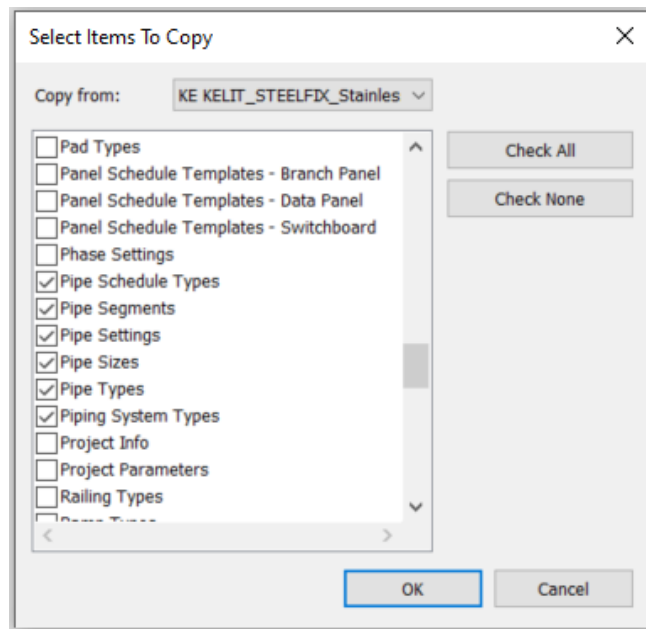 Select Items To Copy
Copy from: KE KELIT_STEELFIX_Stainles
Pad Types
Panel Schedule Templates - Branch Panel
Panel Schedule Templates - Data Panel
Panel Schedule Templates - Switchboard
Phase Settings
Pipe Schedule Types
Pipe Segments
Pipe Settings
Pipe Sizes
Pipe Types
Piping System Types
Project Info
Project Parameters
Railing Types
Check All
Check None
OK
Cancel